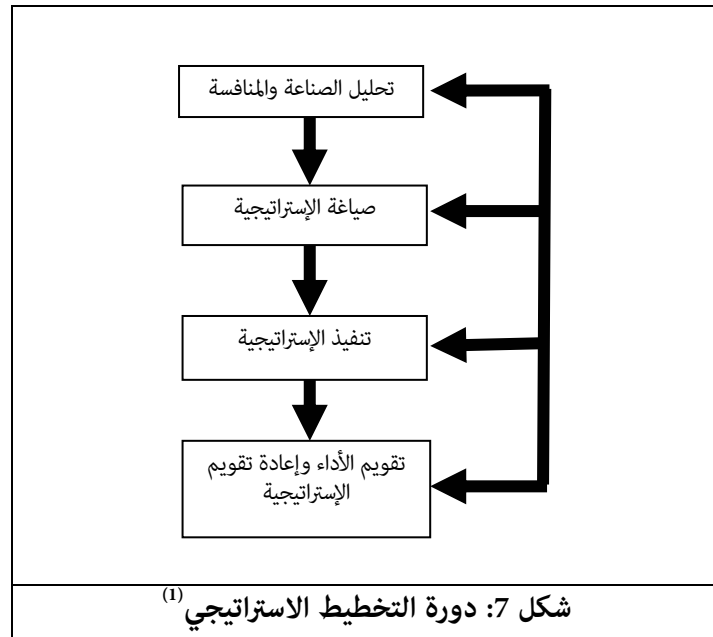 تحليل الصناعة والمنافسة
صياغة الإستراتيجية
تنفيذ الإستراتيجية
تقويم الأداء وإعادة تقويم
الإستراتيجية
شكل 7: دورة التخطيط الاستراتيجي(1)